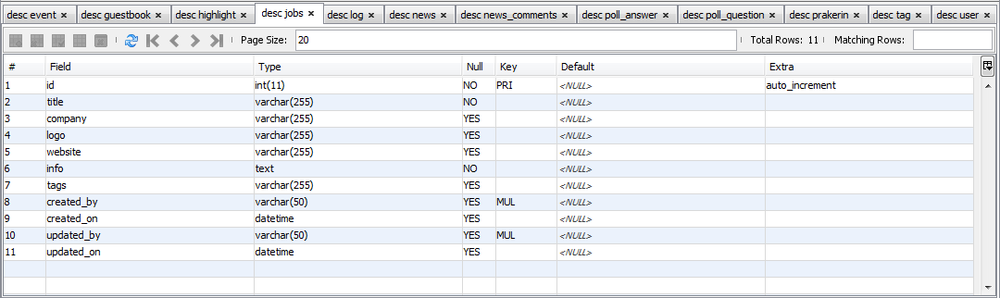 desc event desc guestbook desc highlight desc jobs desc log desc news desc news_comments desc poll_answer desc poll_question desc prakerin desc tag desc user
Page Size: 20 Total Rows: 11 Matching Rows:
# Field Type Null Key Default Extra
1 id int(11) NO PRI <NULL> auto_increment
2 title varchar(255) NO <NULL>
3 company varchar(255) YES <NULL>
4 logo varchar(255) YES <NULL>
5 website varchar(255) YES <NULL>
6 info text NO <NULL>
7 tags varchar(255) YES <NULL>
8 created_by varchar(50) YES MUL <NULL>
9 created_on datetime YES <NULL>
10 updated_by varchar(50) YES MUL <NULL>
11 updated_on datetime YES <NULL>